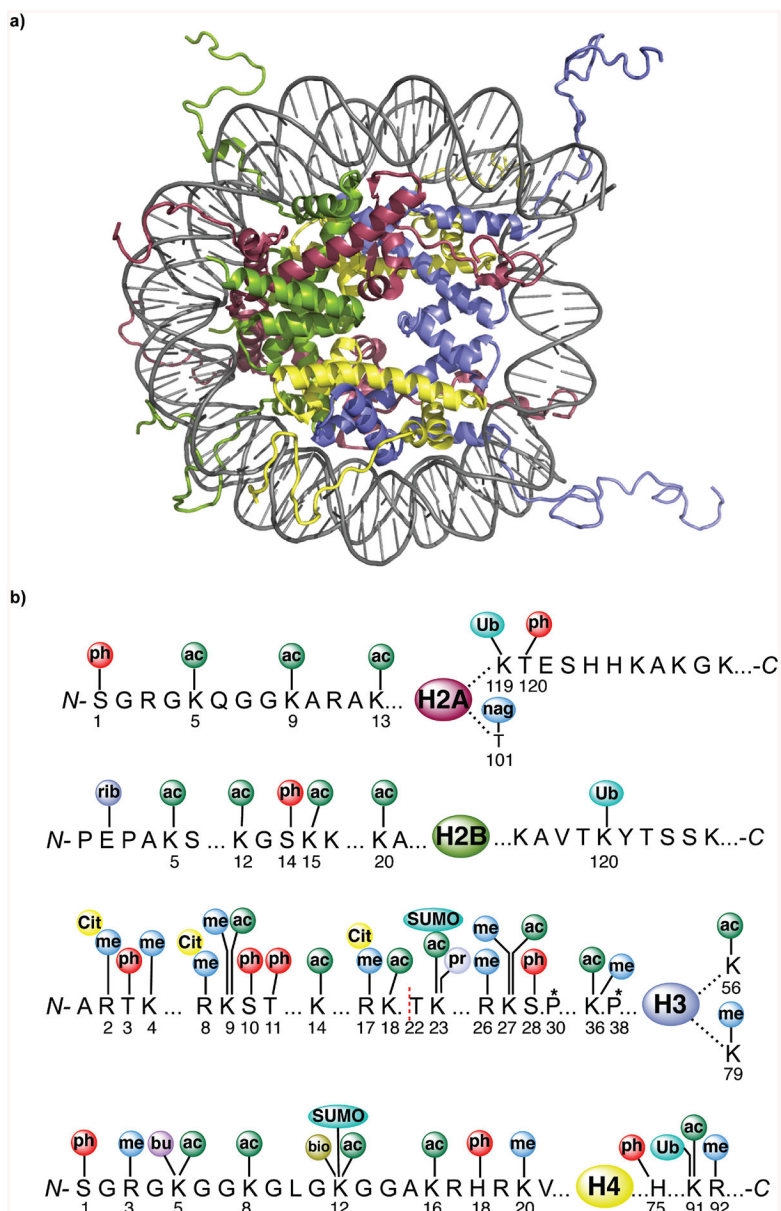 a)
b)
ph ac ac ac Ub ph
N- S G R G K Q G G K A R A K... H2A K T E S H H K A K G K...-C
1 5 9 13 119 120
nag
T
101
rib ac ac ph ac ac Ub
N- P E P A K S ... K G S K K ... K A... H2B ...K A V T K Y T S S K...-C
5 12 14 15 20 120
Cit me ph me Cit me me ac ph ph ac Cit me ac SUMO ac pr me me ac ph ac me ac
N- A R T K ... R K S T ... K ... R K ... T K ... R K S ... P* ... K ... P* ... H3 K
2 3 4 8 9 10 11 14 17 18 22 23 26 27 28 30 36 38 56
me
K
79
ph me bu ac ac bio SUMO ac ac ph me ph Ub ac me
N- S G R G K G G K G L G K G G A K R H R K V... H4 ...H ...K R ...-C
1 3 5 8 12 16 18 20 75 91 92